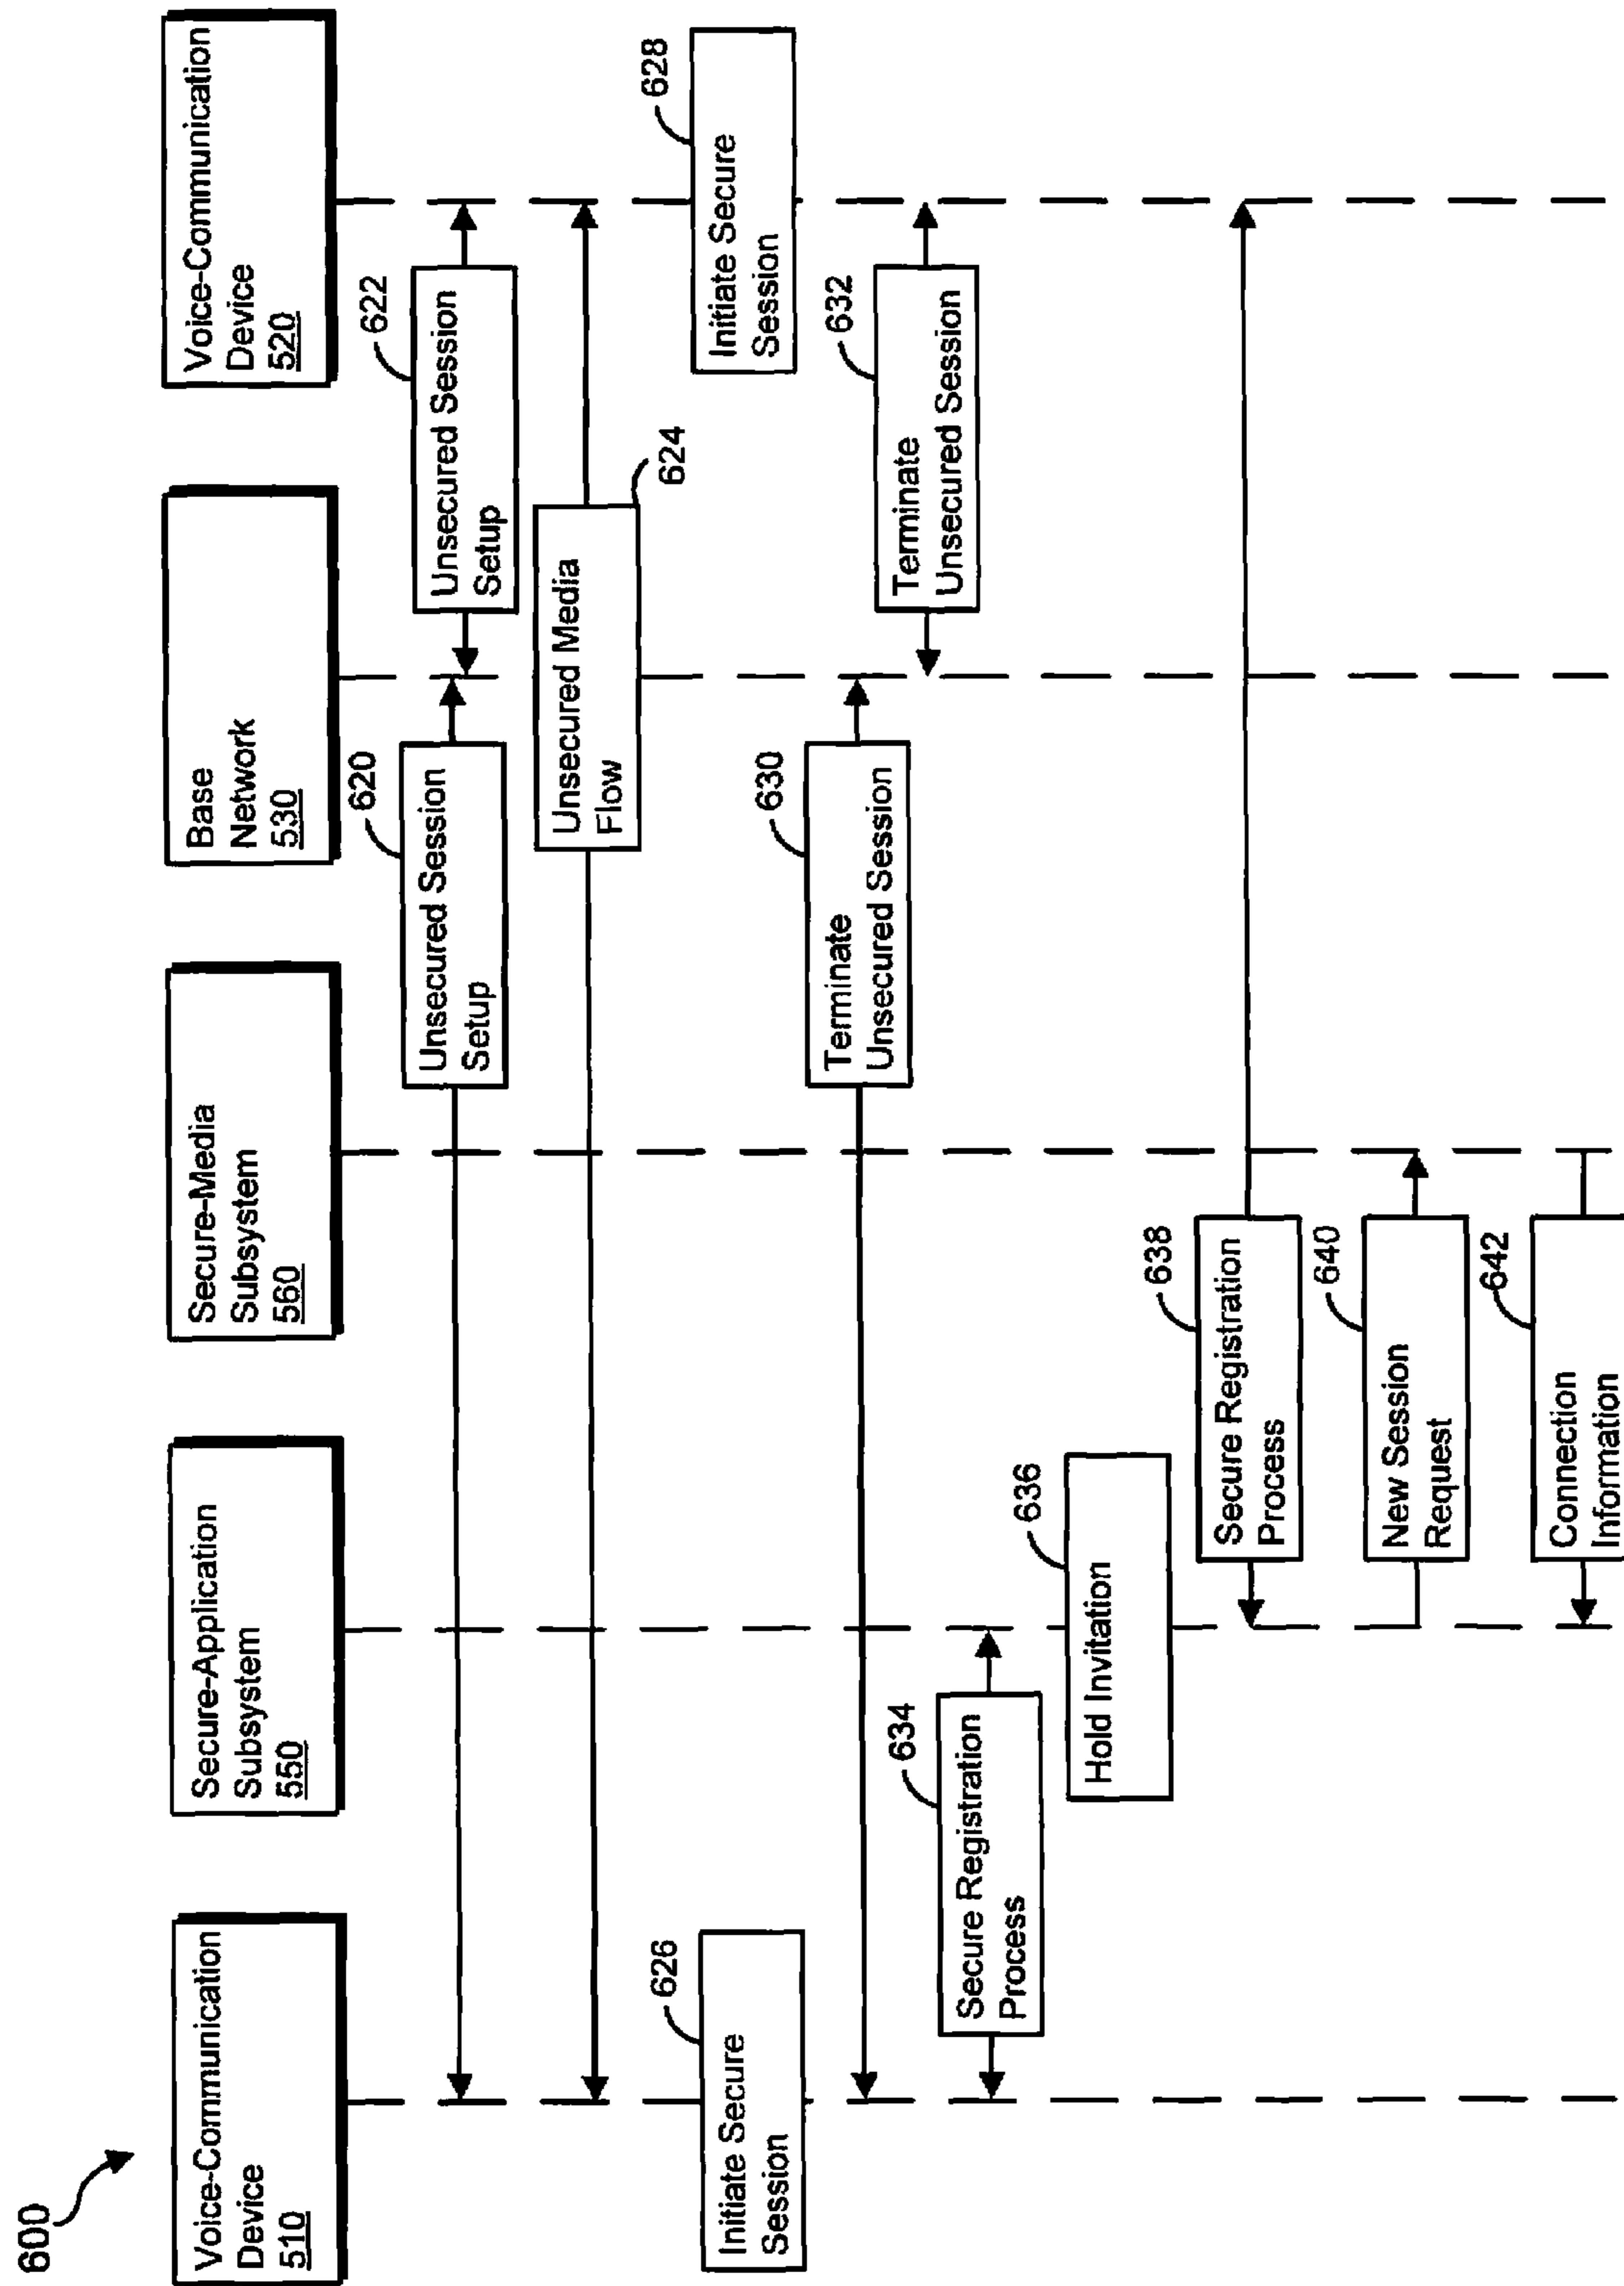 600
Voice-Communication
Device
510
Secure-Application
Subsystem
550
Secure-Media
Subsystem
560
Base
Network
530
Voice-Communication
Device
520
620
Unsecured Session
Setup
622
Unsecured Session
Setup
Unsecured Media
Flow
624
626
Initiate Secure
Session
628
Initiate Secure
Session
630
Terminate
Unsecured Session
632
Terminate
Unsecured Session
634
Secure Registration
Process
636
Hold Invitation
638
Secure Registration
Process
640
New Session
Request
642
Connection
Information